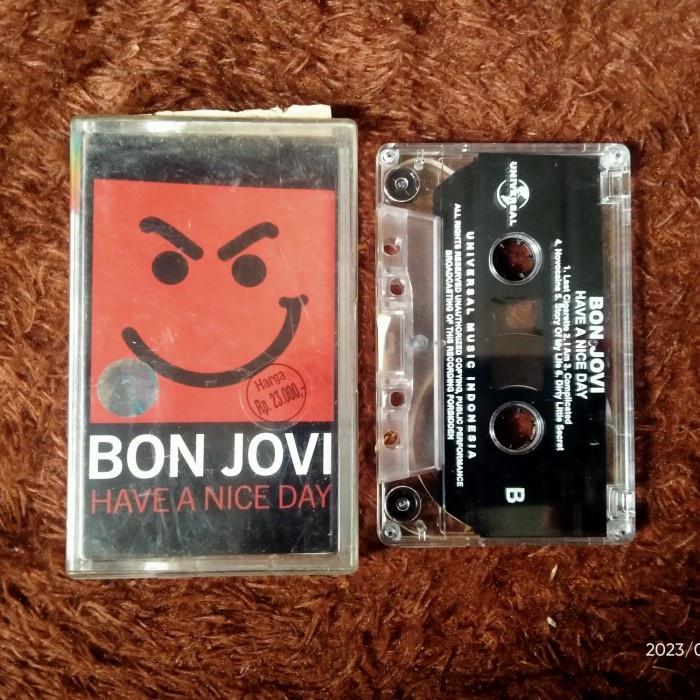 Harga
Rp. 23.000,-
BON JOVI
HAVE A NICE DAY
BON JOVI
HAVE A NICE DAY
1. Last Cigarette 2. I Am 3. Complicated
4. Novocaine 5. Story Of My Life 6. Dirty Little Secret
UNIVERSAL
B
UNIVERSAL MUSIC INDONESIA
ALL RIGHTS RESERVED UNAUTHORIZED COPYING, PUBLIC PERFORMANCE
BROADCASTING OF THIS RECORDING FORBIDDEN
2023/0